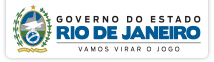 GOVERNO DO ESTADO
RIO DE JANEIRO
VAMOS VIRAR O JOGO